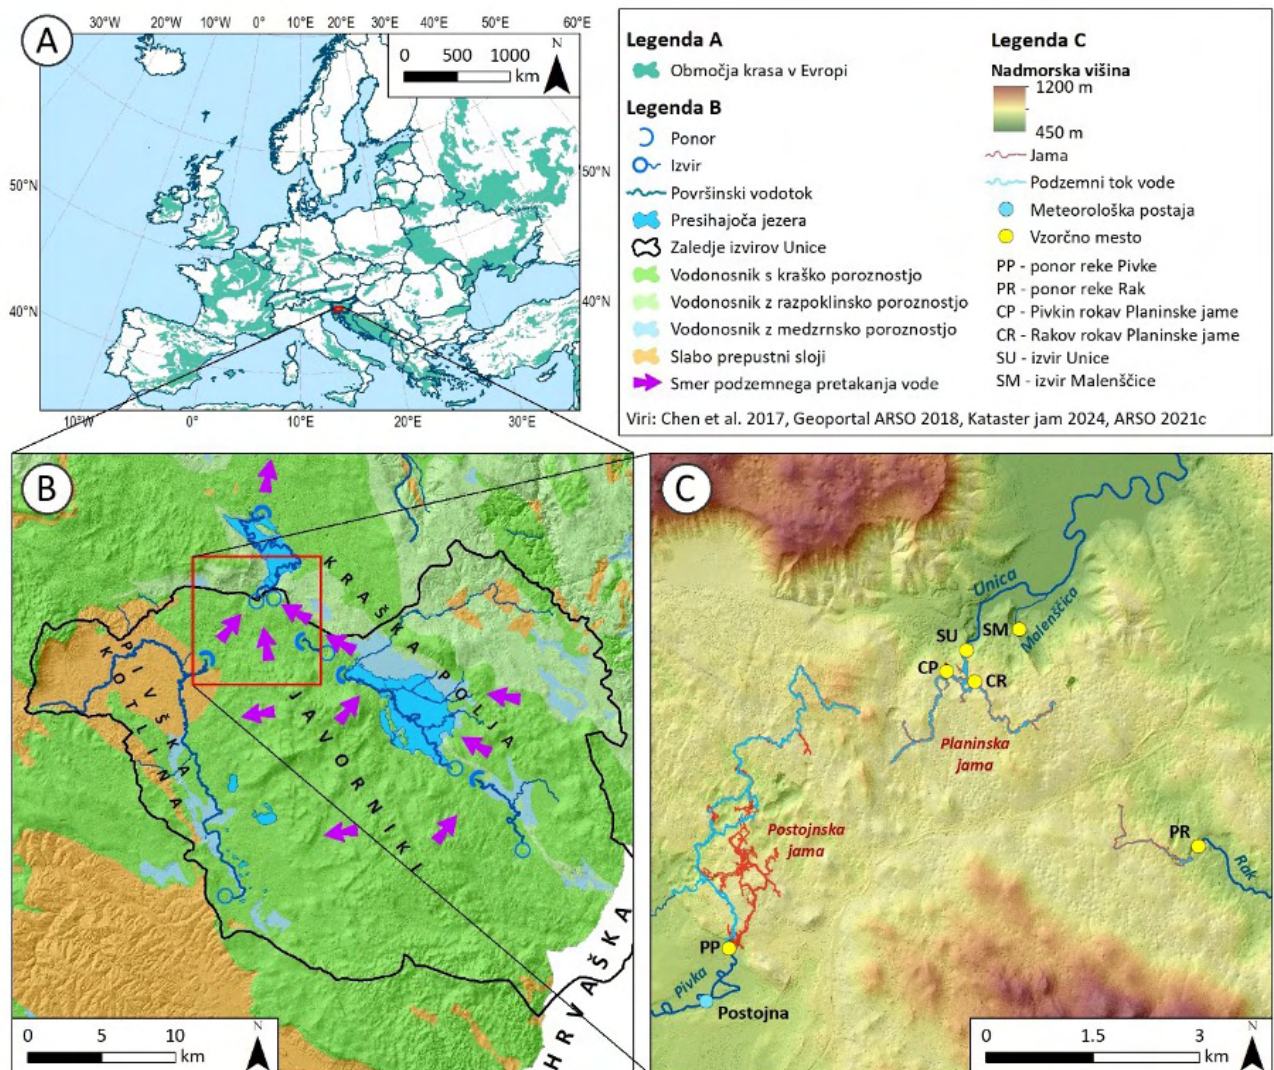 A
30°W 20°W 10°W 0° 10°E 20°E 30°E 40°E 50°E 60°E
0 500 1000
km
N
50°N
40°N
50°N
40°N
10°W 0° 10°E 20°E 30°E
Legenda A
Območja krasa v Evropi
Legenda B
Ponor
Izvir
Površinski vodotok
Presihajoča jezera
Zaledje izvirov Unice
Vodonosnik s kraško poroznostjo
Vodonosnik z razpoklinsko poroznostjo
Vodonosnik z medzrnsko poroznostjo
Slabo prepustni sloji
Smer podzemnega pretakanja vode
Legenda C
Nadmorska višina
1200 m
450 m
Jama
Podzemni tok vode
Meteorološka postaja
Vzorčno mesto
PP - ponor reke Pivke
PR - ponor reke Rak
CP - Pivkin rokav Planinske jame
CR - Rakov rokav Planinske jame
SU - izvir Unice
SM - izvir Malenščice
Viri: Chen et al. 2017, Geoportal ARSO 2018, Kataster jam 2024, ARSO 2021c
B
KRAŠKA POLJA
PIVŠKA
KOTLINA
JAVORNIKI
HRVAŠKA
0 5 10
km
N
C
Unica
Malenščica
SU
SM
CP
CR
Planinska
jama
Postojnska
jama
PR
Rak
PP
Pivka
Postojna
0 1.5 3
km
N